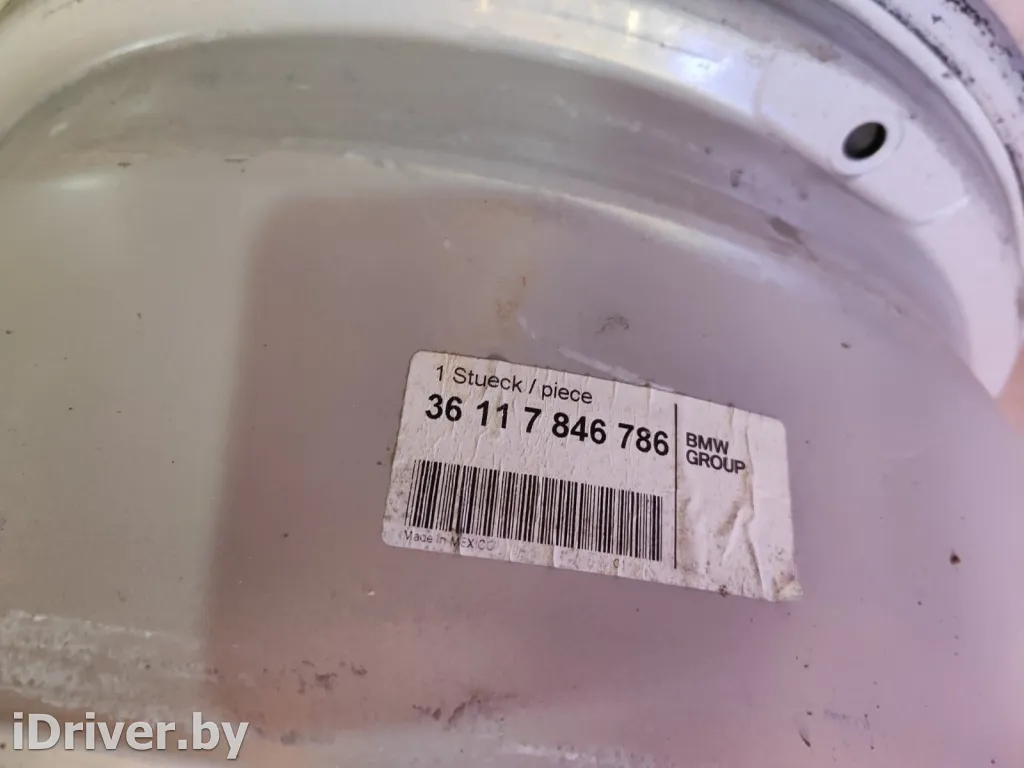 1 Stueck / piece
36 11 7 846 786
BMW
GROUP
Made in MEXICO
iDriver.by